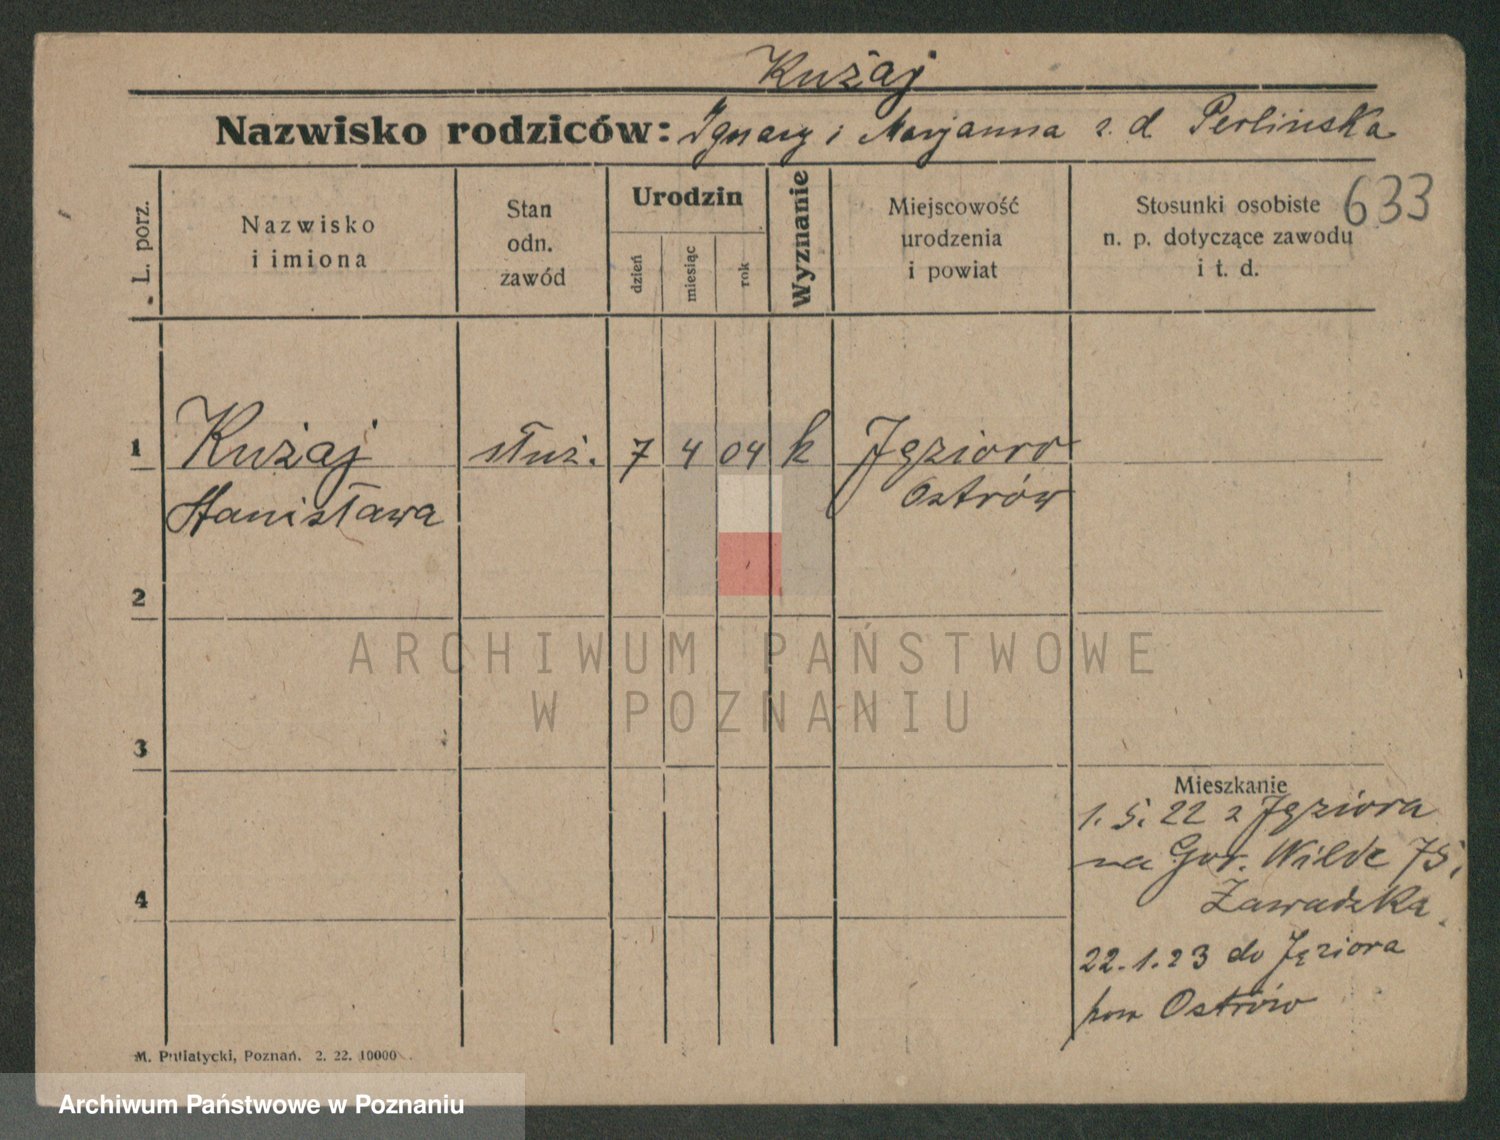 Kużaj
Nazwisko rodziców: Ignacy i Marjanna z. d Perlińska
633
L. porz.
Nazwisko
i imiona
Stan
odn.
zawód
Urodzin
dzień
miesiąc
rok
Wyznanie
Miejscowość
urodzenia
i powiat
Stosunki osobiste
n. p. dotyczące zawodu
i t. d.
1 Kużaj służ. 7 4 04 k Jezioro
Stanisława Ostrów
2
ARCHIWUM PAŃSTWOWE
W POZNANIU
3
Mieszkanie
1. 5. 22 z Jeziora
na Gór. Wilde 75,
Zawadzka.
4
22. 1. 23 do Jeziora
pow Ostrów
M. Putiatycki, Poznań. 2. 22. 10000
Archiwum Państwowe w Poznaniu